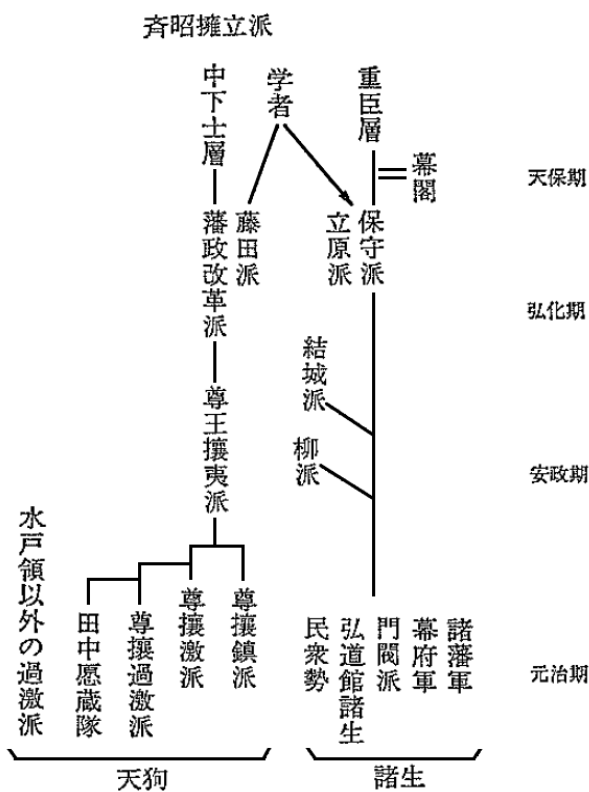 斉昭擁立派
重臣層
学者
中下士層
幕閣
天保期
保守派
立原派
藤田派
藩政改革派
弘化期
結城派
尊王攘夷派
柳派
安政期
諸藩軍
幕府軍
門閥派
弘道館諸生
民衆勢
尊攘鎮派
尊攘激派
尊攘過激派
田中愿蔵隊
水戸領以外の過激派
元治期
諸生
天狗